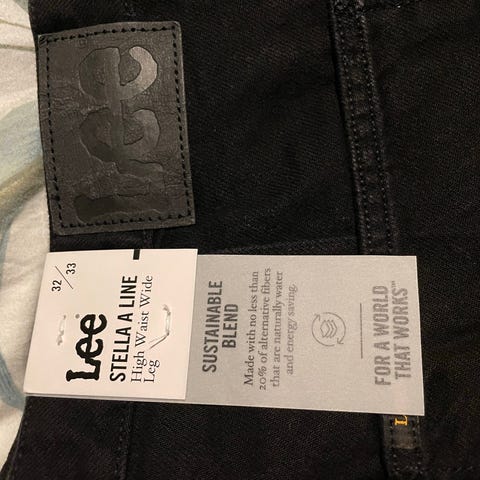 Lee
32/33
Lee
STELLA A LINE
High Waist Wide
Leg
SUSTAINABLE
BLEND
Made with no less than
20% of alternative fibers
that are naturally water
and energy saving.
FOR A WORLD
THAT WORKS™
L